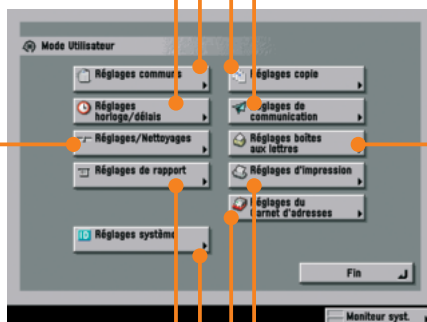 Mode Utilisateur
Réglages communs
Réglages copie
Réglages
horloge/délais
Réglages de
communication
Réglages/Nettoyages
Réglages boîtes
aux lettres
Réglages de rapport
Réglages d'impression
Réglages du
Carnet d'adresses
ID Réglages système
Fin
Moniteur syst.